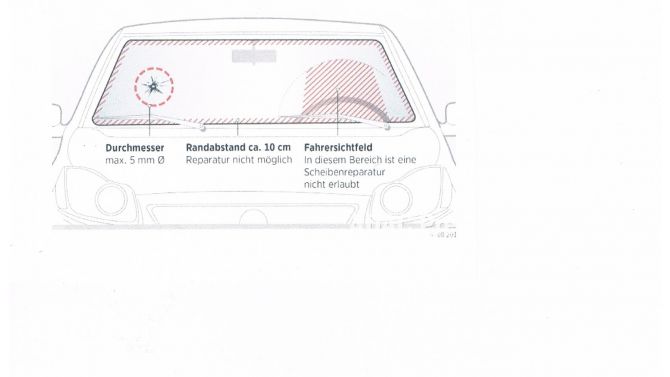 Durchmesser
max. 5 mm Ø
Randabstand ca. 10 cm
Reparatur nicht möglich
Fahrersichtfeld
In diesem Bereich ist eine
Scheibenreparatur
nicht erlaubt